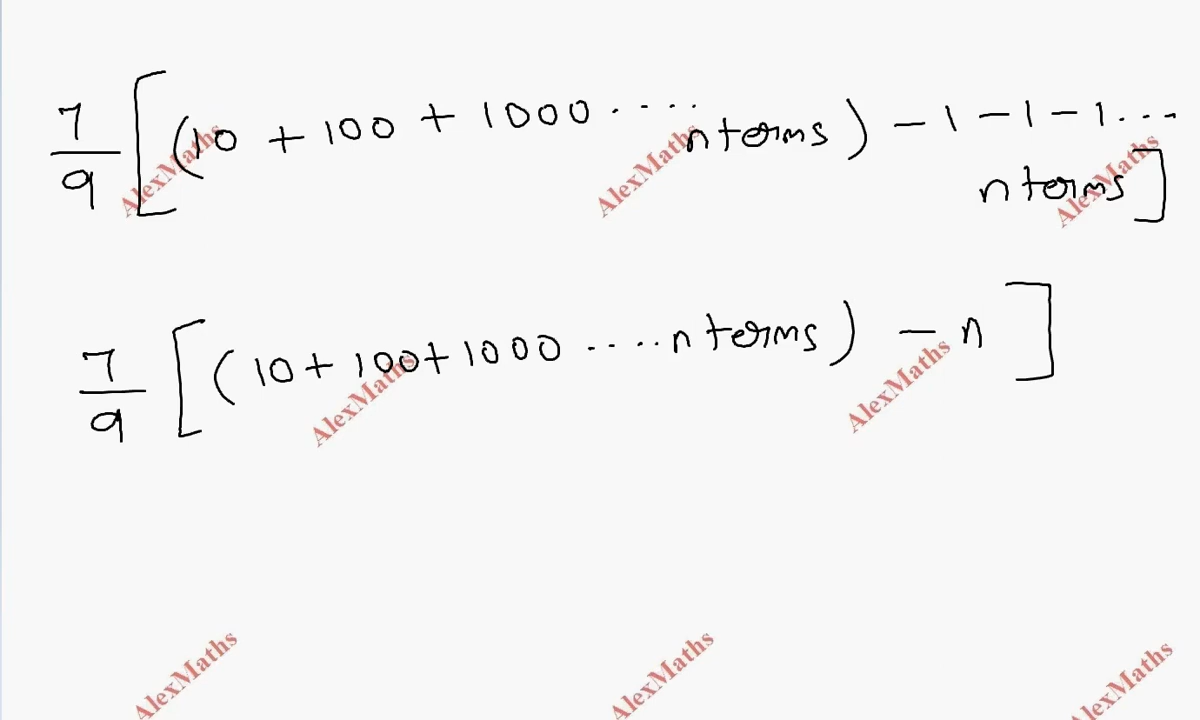 7/9 [(10 + 100 + 1000 ..... n terms) - 1 - 1 - 1 ...
n terms]
7/9 [(10 + 100 + 1000 ..... n terms) - n]
AlexMaths AlexMaths AlexMaths
AlexMaths AlexMaths
AlexMaths AlexMaths AlexMaths